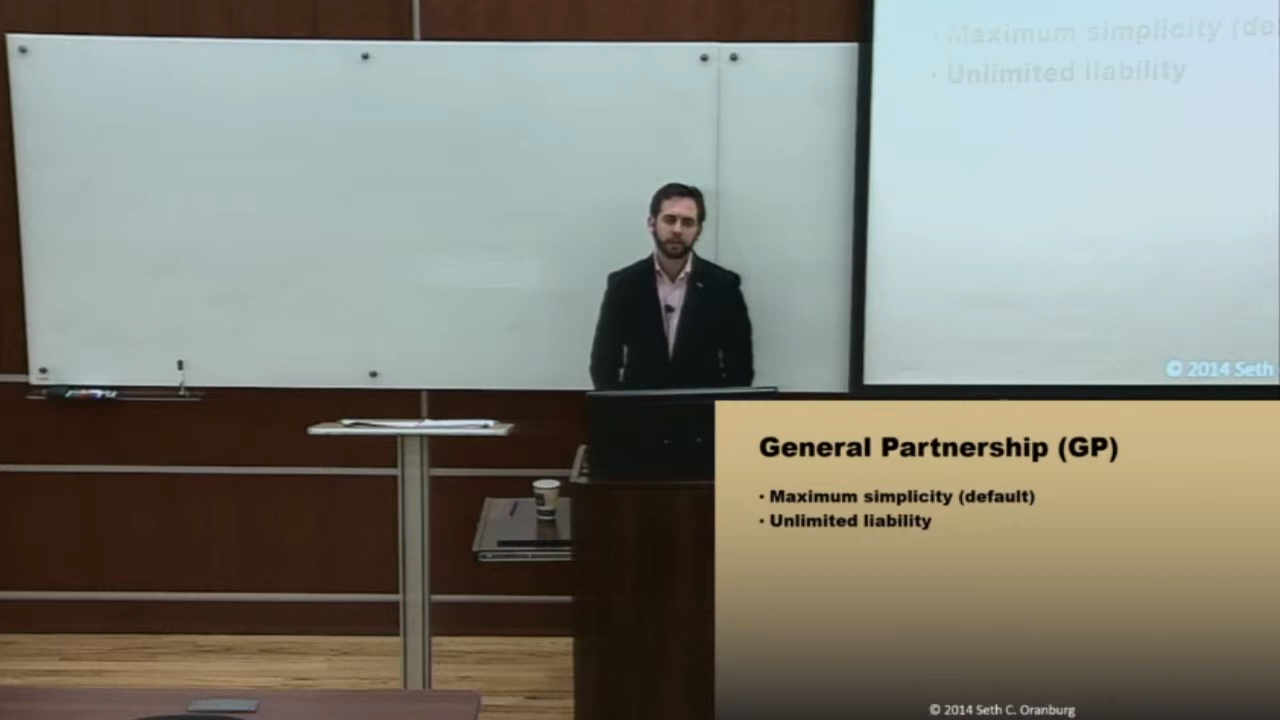 Maximum simplicity (de
Unlimited liability
© 2014 Seth
General Partnership (GP)
• Maximum simplicity (default)
• Unlimited liability
© 2014 Seth C. Oranburg